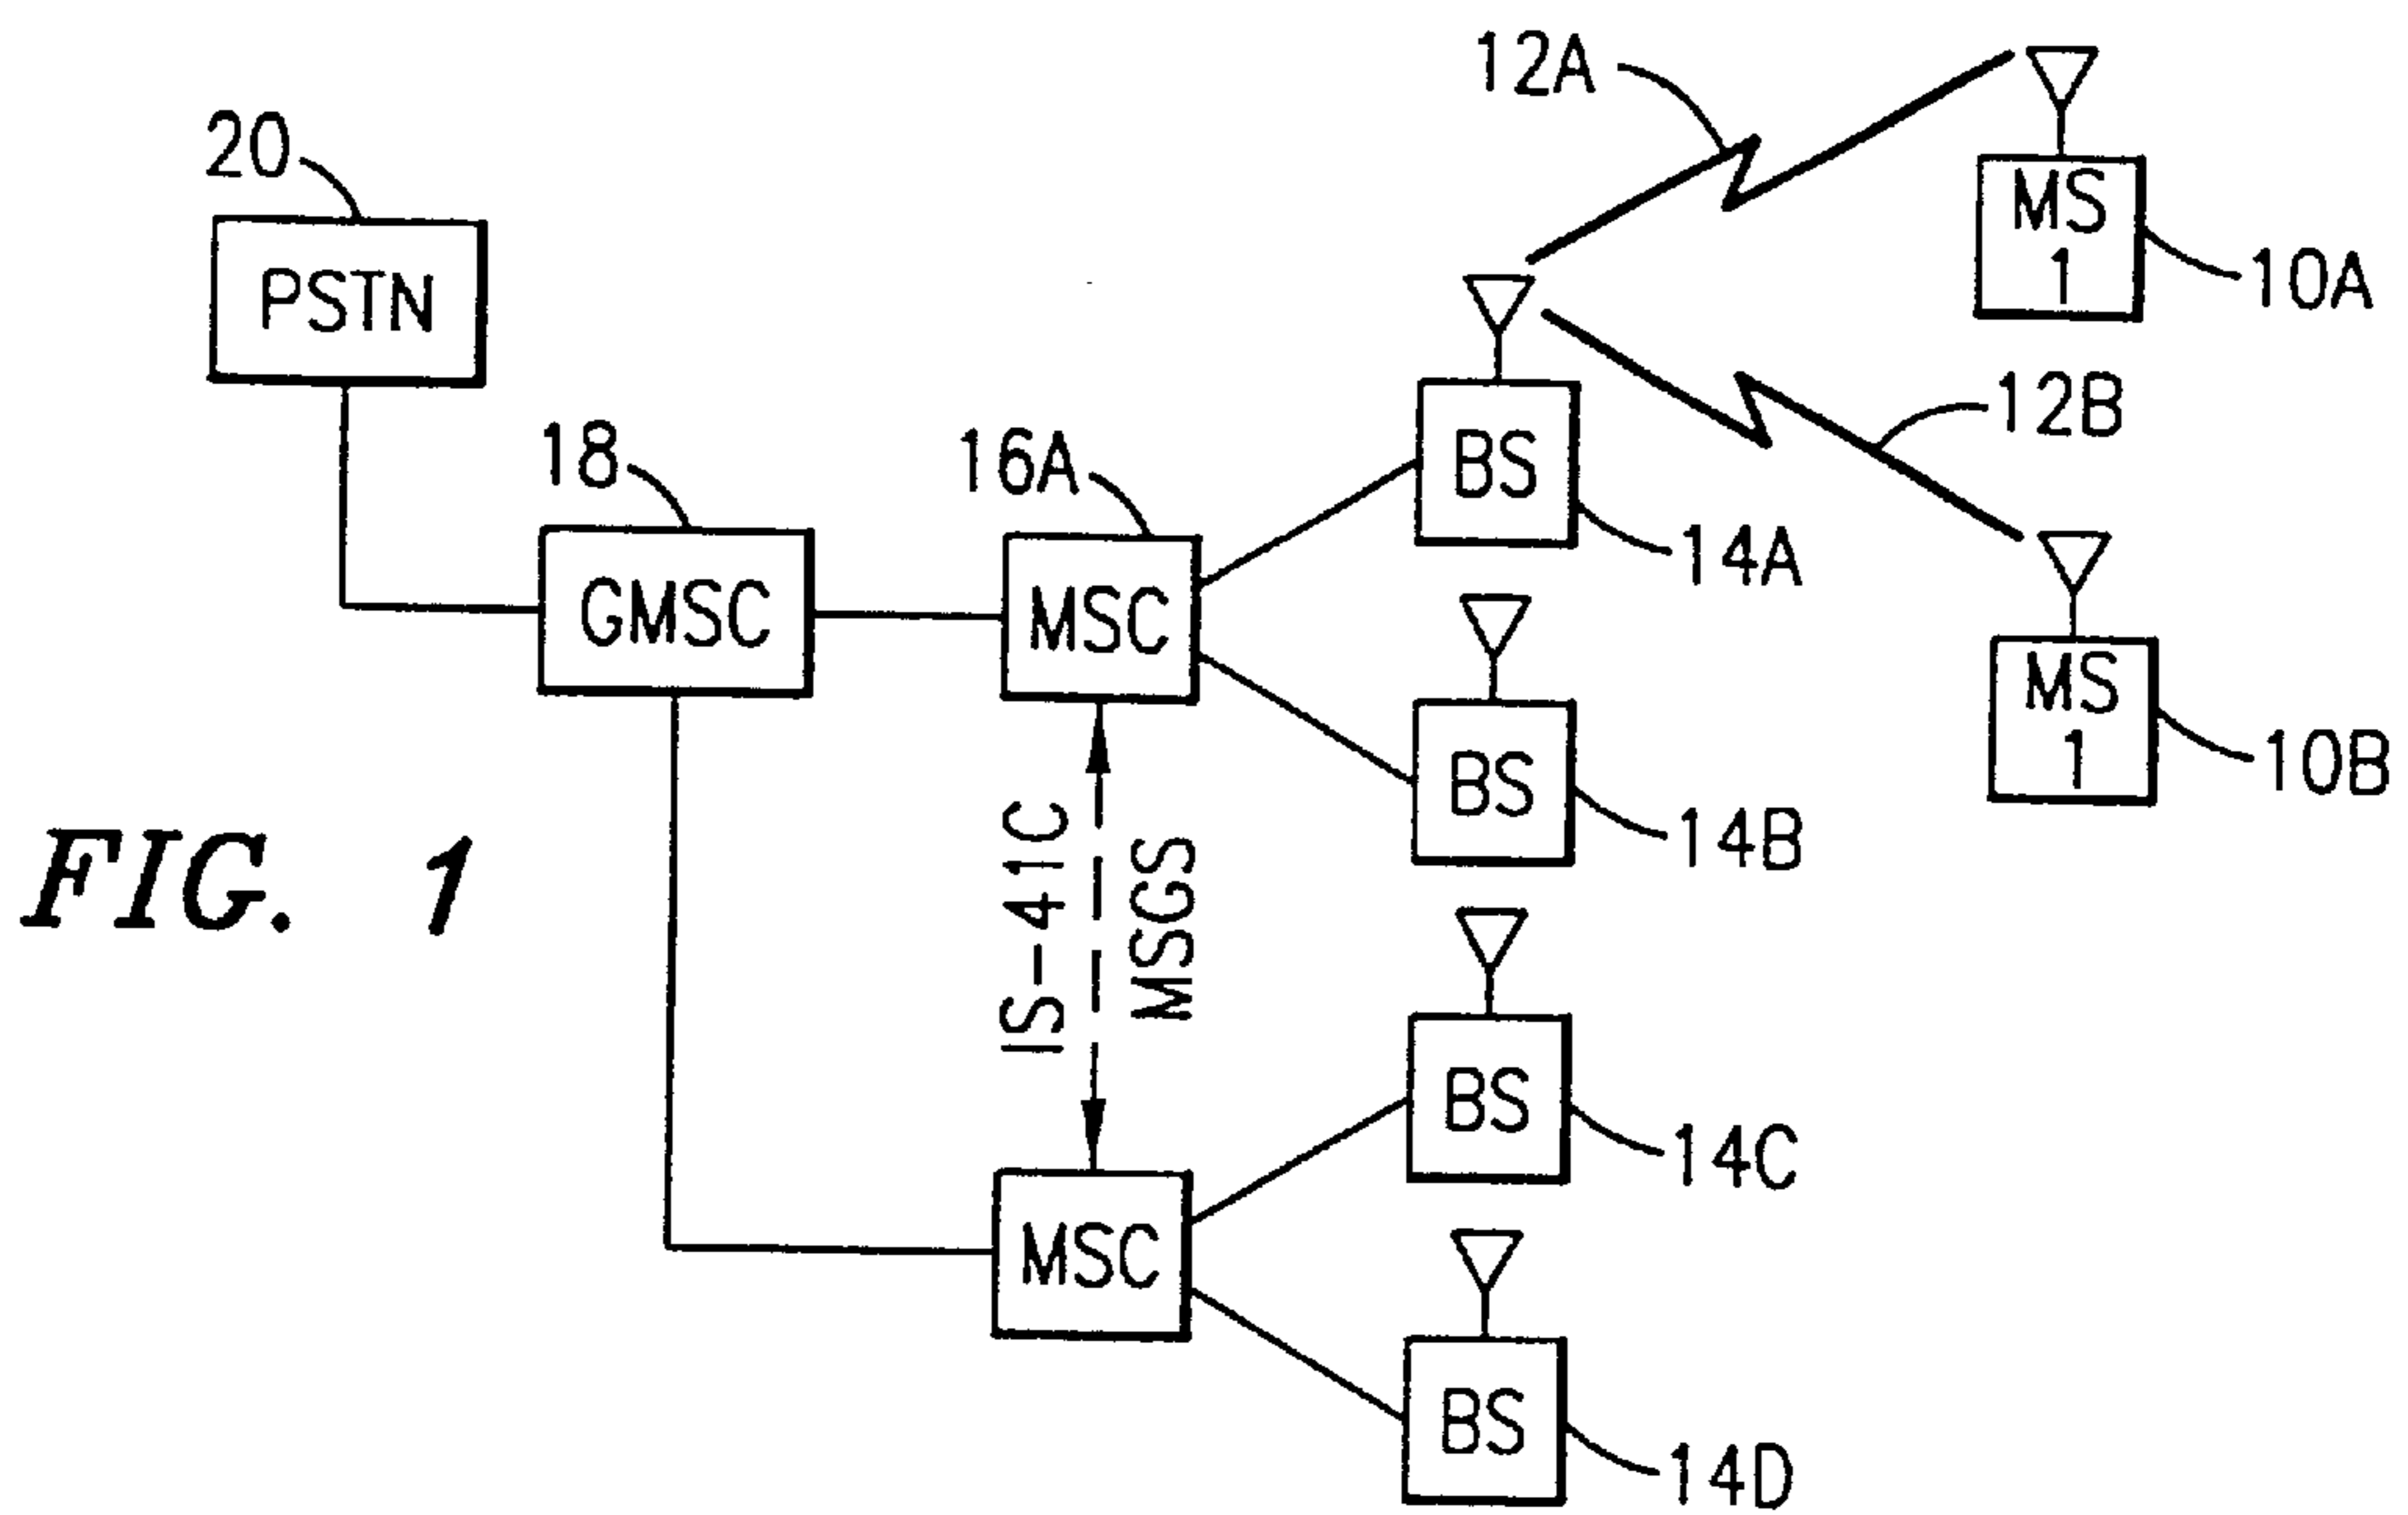 12A
20
MS
1
10A
PSTN
12B
18
16A
BS
14A
GMSC
MSC
MS
1
10B
BS
14B
IS-41C
MSGS
FIG. 1
BS
14C
MSC
BS
14D